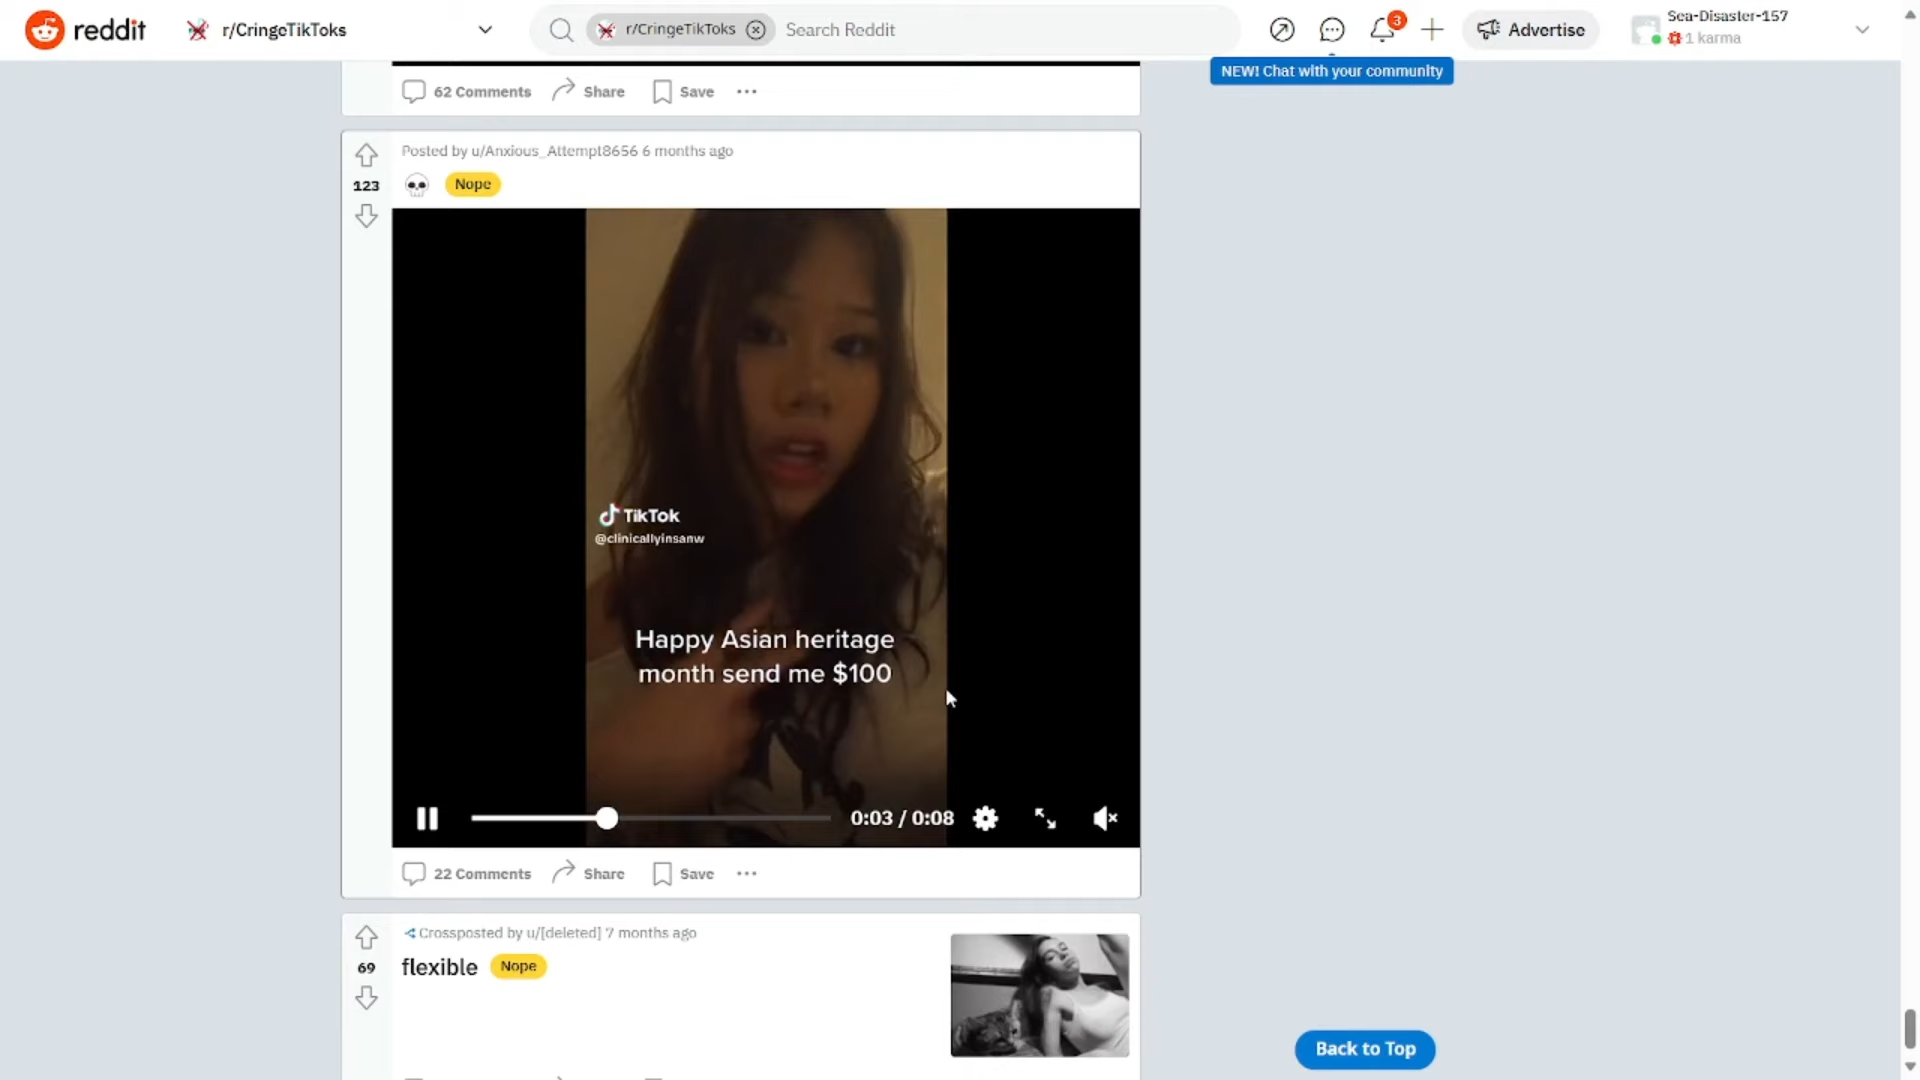 reddit
r/CringeTikToks
r/CringeTikToks
Search Reddit
3
Advertise
Sea-Disaster-157
1 karma
NEW! Chat with your community
62 Comments
Share
Save
Posted by u/Anxious_Attempt8656 6 months ago
123
Nope
TikTok
@clinicallyinsanw
Happy Asian heritage
month send me $100
0:03 / 0:08
22 Comments
Share
Save
Crossposted by u/[deleted] 7 months ago
69
flexible
Nope
Back to Top